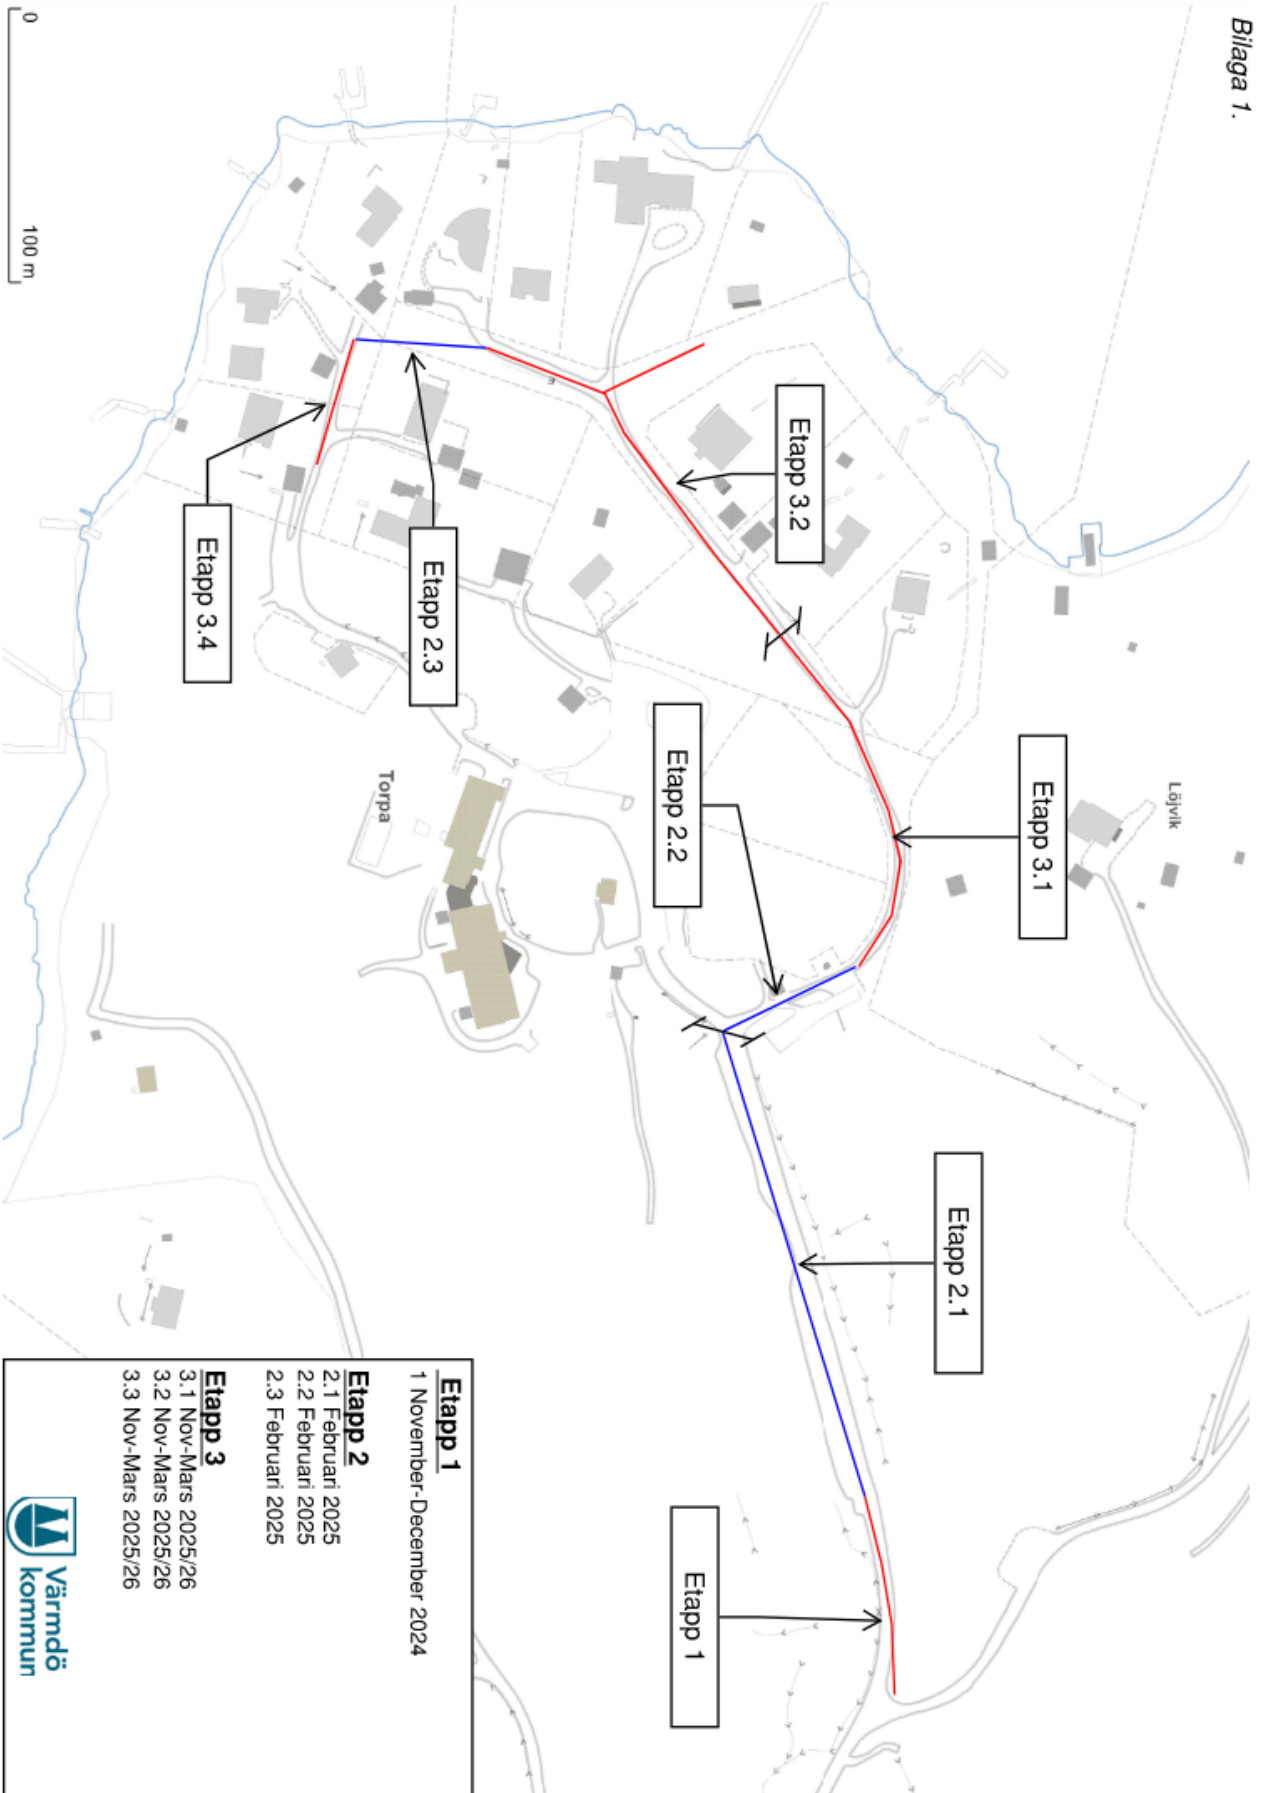 Bilaga 1.
Löjvik
Etapp 3.1
Etapp 2.1
Etapp 3.2
Etapp 2.2
Etapp 1
Etapp 2.3
Torpa
Etapp 3.4
0
100 m
Etapp 1
1 November-December 2024
Etapp 2
2.1 Februari 2025
2.2 Februari 2025
2.3 Februari 2025
Etapp 3
3.1 Nov-Mars 2025/26
3.2 Nov-Mars 2025/26
3.3 Nov-Mars 2025/26
Värmdö
kommun